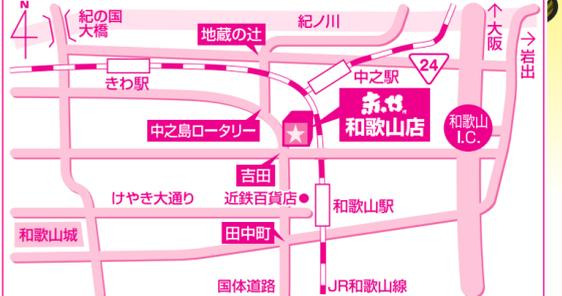 N
紀の国
大橋
紀ノ川
↑
大阪
→
岩出
地蔵の辻
きわ駅
中之駅
24
中之島ロータリー
和歌山店
和歌山
I.C.
吉田
けやき大通り
近鉄百貨店
和歌山駅
和歌山城
田中町
国体道路
JR和歌山線